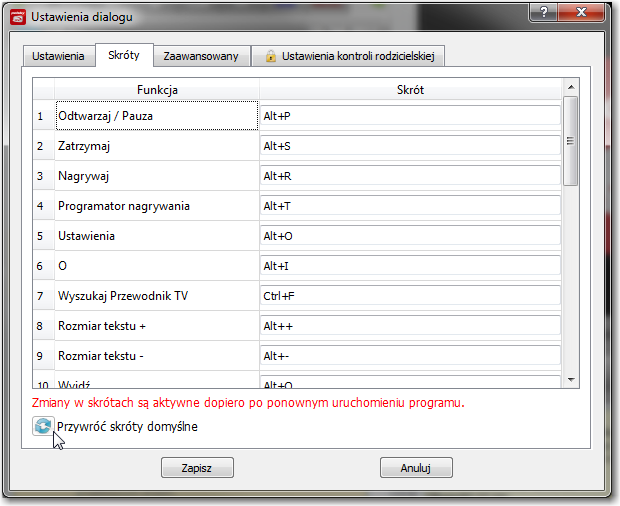 Ustawienia dialogu
Ustawienia Skróty Zaawansowany Ustawienia kontroli rodzicielskiej
Funkcja Skrót
1 Odtwarzaj / Pauza Alt+P
2 Zatrzymaj Alt+S
3 Nagrywaj Alt+R
4 Programator nagrywania Alt+T
5 Ustawienia Alt+O
6 O Alt+I
7 Wyszukaj Przewodnik TV Ctrl+F
8 Rozmiar tekstu + Alt++
9 Rozmiar tekstu - Alt+-
10 Wyjdź Alt+Q
Zmiany w skrótach są aktywne dopiero po ponownym uruchomieniu programu.
Przywróć skróty domyślne
Zapisz Anuluj